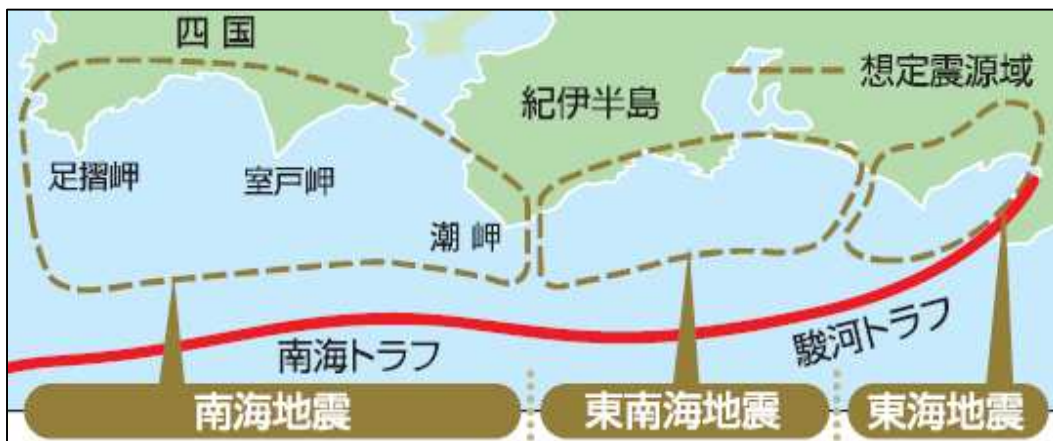 四国
想定震源域
紀伊半島
足摺岬
室戸岬
潮岬
南海トラフ
駿河トラフ
南海地震
東南海地震
東海地震